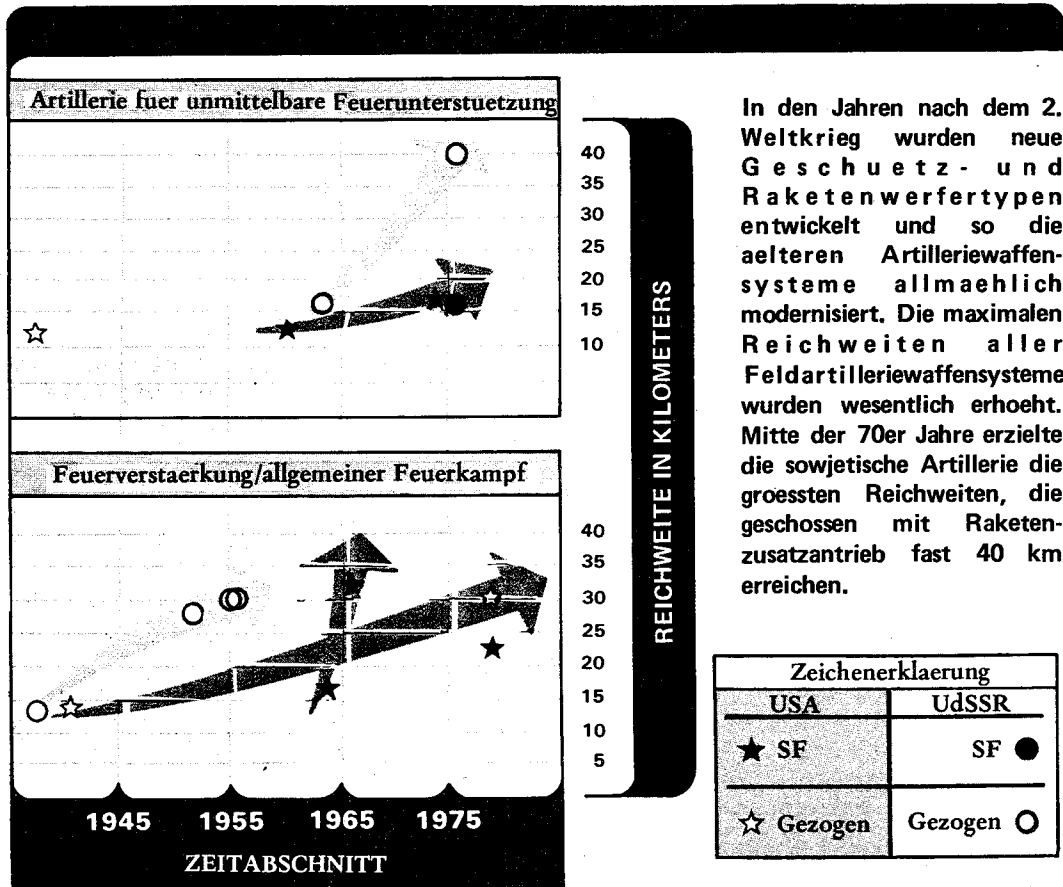 Artillerie fuer unmittelbare Feuerunterstuetzung
40
35
30
25
20
15
10
Feuerverstaerkung/allgemeiner Feuerkampf
40
35
30
25
20
15
10
5
1945 1955 1965 1975
ZEITABSCHNITT
REICHWEITE IN KILOMETERS
In den Jahren nach dem 2.
Weltkrieg wurden neue
Geschuetz- und
Raketenwerfertypen
entwickelt und so die
aelteren Artilleriewaffen-
systeme allmaehlich
modernisiert. Die maximalen
Reichweiten aller
Feldartilleriewaffensysteme
wurden wesentlich erhoeht.
Mitte der 70er Jahre erzielte
die sowjetische Artillerie die
groessten Reichweiten, die
geschossen mit Raketen-
zusatzantrieb fast 40 km
erreichen.
Zeichenerklaerung
USA UdSSR
SF SF
Gezogen Gezogen